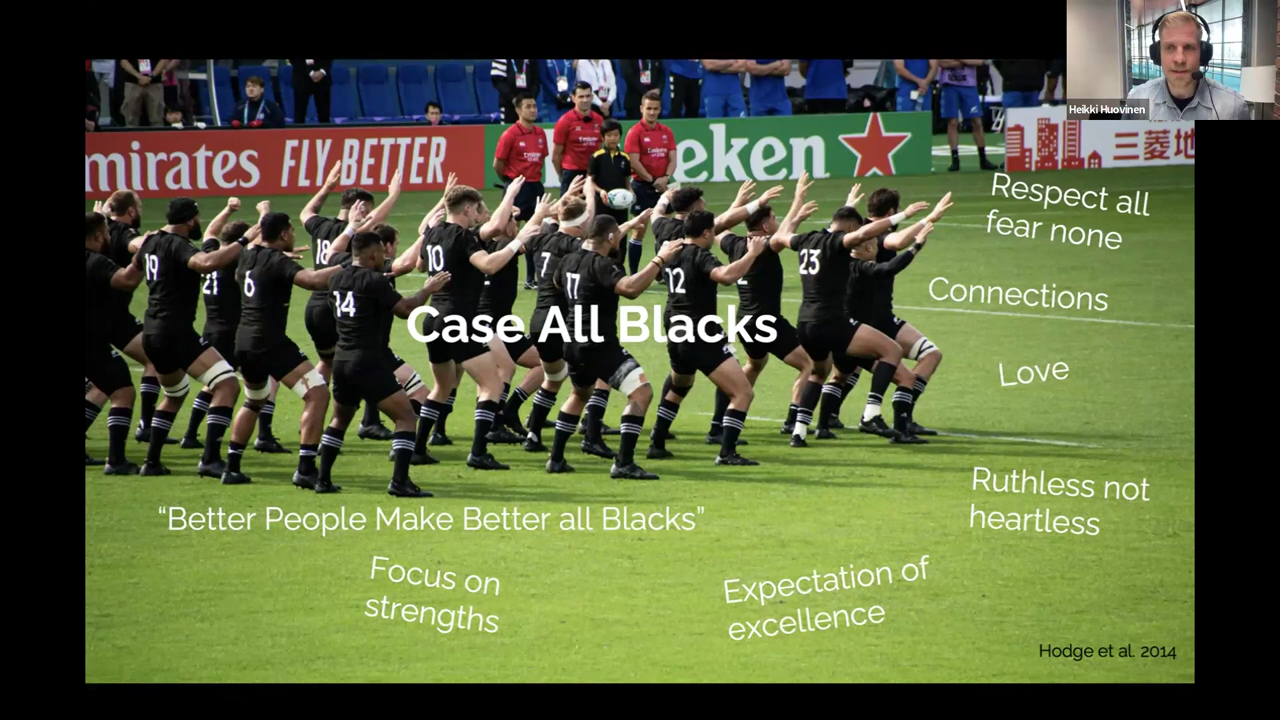 Heikki Huovinen
mirates FLY BETTER
eken
三菱地
Respect all
fear none
19
21
6
18
14
10
7
17
12
23
Connections
Case All Blacks
Love
Ruthless not
heartless
“Better People Make Better all Blacks”
Focus on
strengths
Expectation of
excellence
Hodge et al. 2014